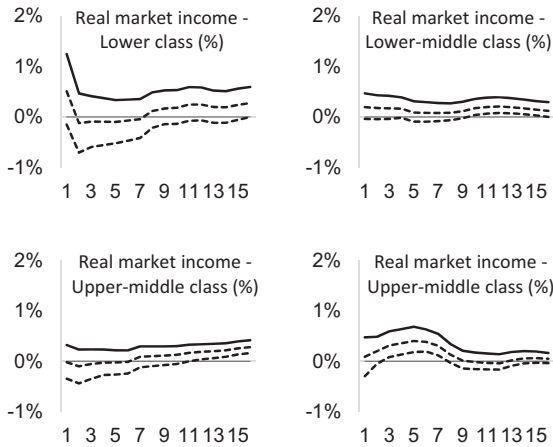 Real market income -
Lower class (%)
2%
1%
0%
-1%
1 3 5 7 9 11 13 15
Real market income -
Lower-middle class (%)
2%
1%
0%
-1%
1 3 5 7 9 11 13 15
Real market income -
Upper-middle class (%)
2%
1%
0%
-1%
1 3 5 7 9 11 13 15
Real market income -
Upper-middle class (%)
2%
1%
0%
-1%
1 3 5 7 9 11 13 15